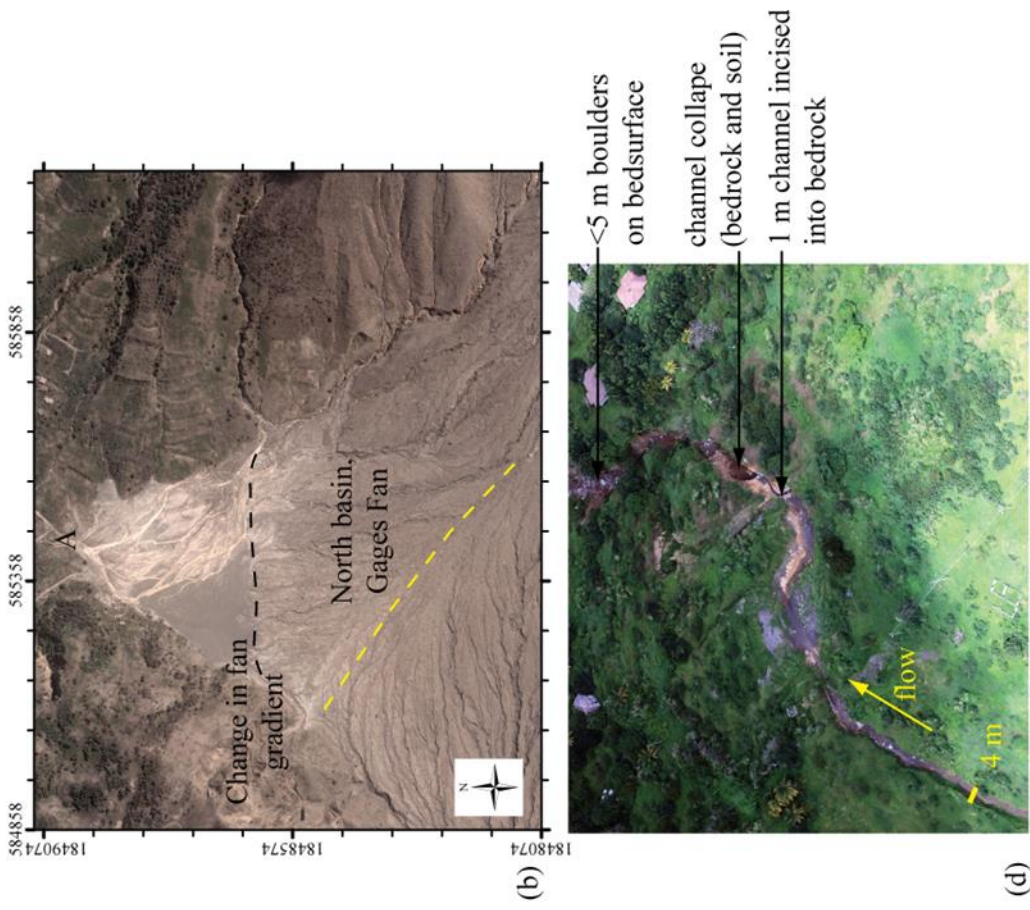 (b)
1849074
1848574
1848074
584858
585358
585858
A
Change in fan
gradient
North basin,
Gages Fan
N
(d)
4 m
flow
<5 m boulders
on bedsurface
channel collape
(bedrock and soil)
1 m channel incised
into bedrock